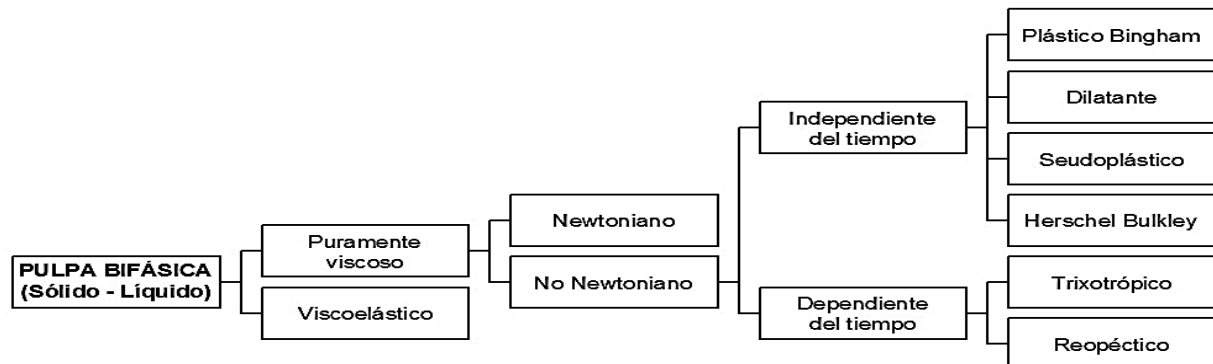 PULPA BIFÁSICA
(Sólido - Líquido)
Puramente
viscoso
Viscoelástico
Newtoniano
No Newtoniano
Independiente
del tiempo
Dependiente
del tiempo
Plástico Bingham
Dilatante
Seudoplástico
Herschel Bulkley
Trixotrópico
Reopéctico